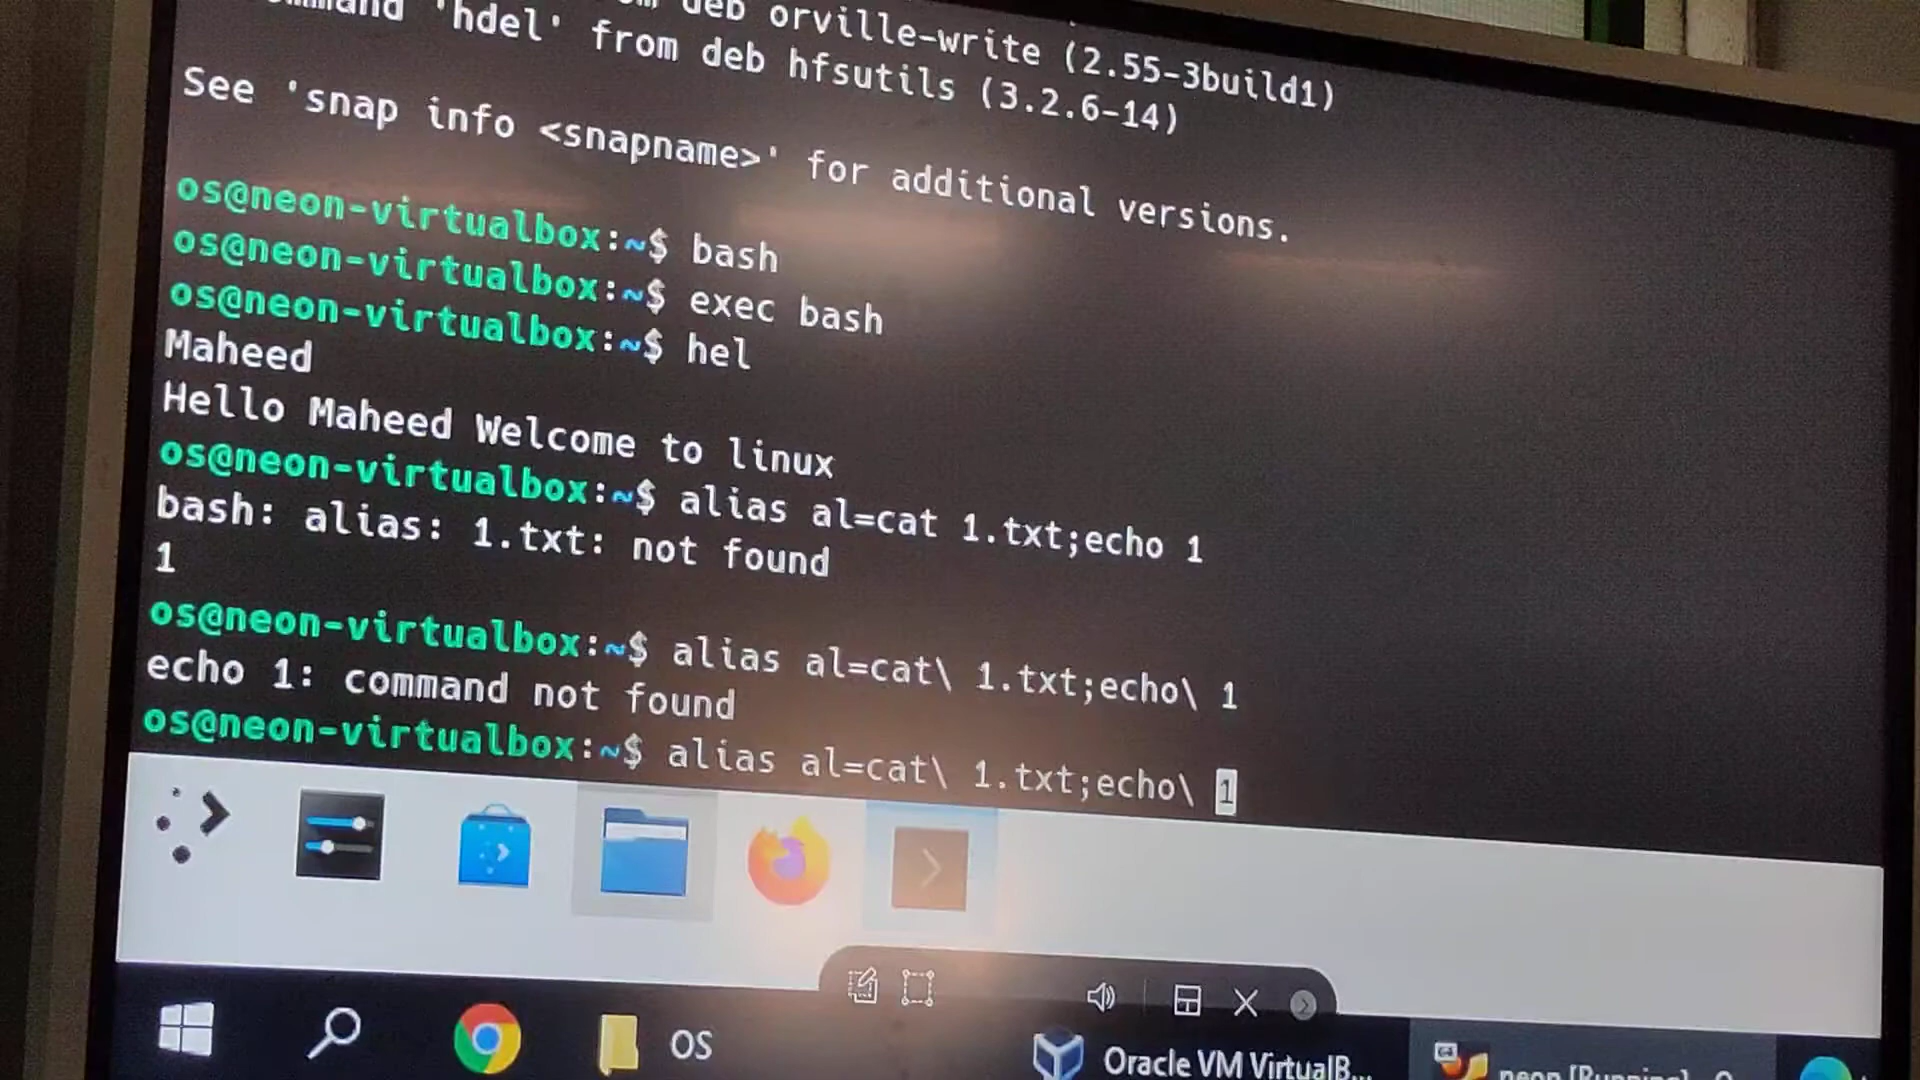 deb orville-write (2.55-3build1)
'hdel' from deb hfsutils (3.2.6-14)
See 'snap info <snapname>' for additional versions.
os@neon-virtualbox:~$ bash
os@neon-virtualbox:~$ exec bash
os@neon-virtualbox:~$ hel
Maheed
Hello Maheed Welcome to linux
os@neon-virtualbox:~$ alias al=cat 1.txt;echo 1
bash: alias: 1.txt: not found
1
os@neon-virtualbox:~$ alias al=cat\ 1.txt;echo\ 1
echo 1: command not found
os@neon-virtualbox:~$ alias al=cat\ 1.txt;echo\ 1
OS
Oracle VM VirtualB...
neon [Running]